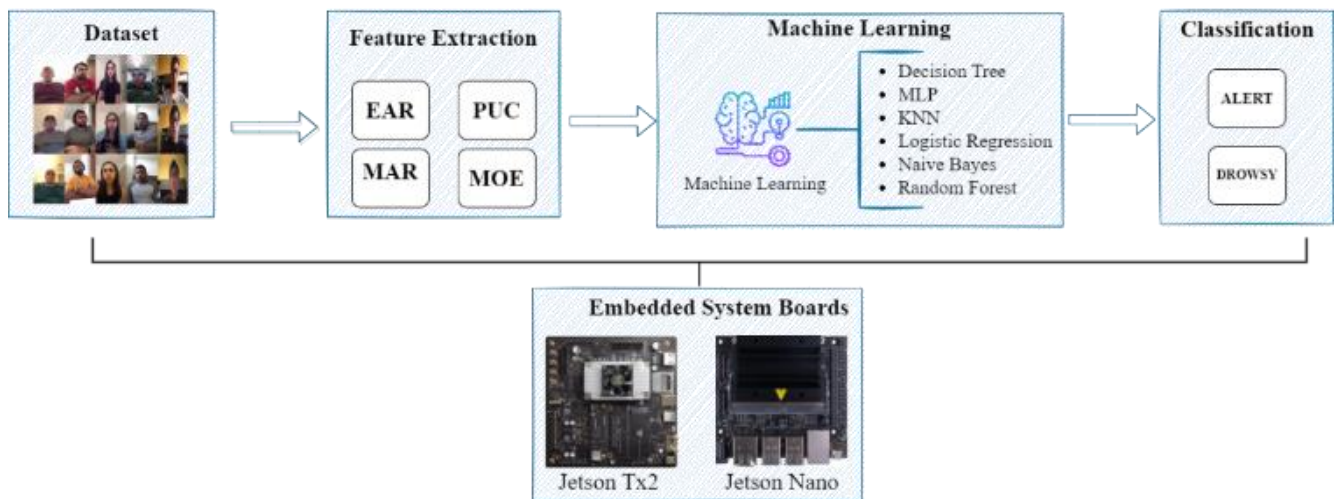 Dataset
Feature Extraction
EAR
PUC
MAR
MOE
Machine Learning
Machine Learning
Decision Tree
MLP
KNN
Logistic Regression
Naive Bayes
Random Forest
Classification
ALERT
DROWSY
Embedded System Boards
Jetson Tx2
Jetson Nano